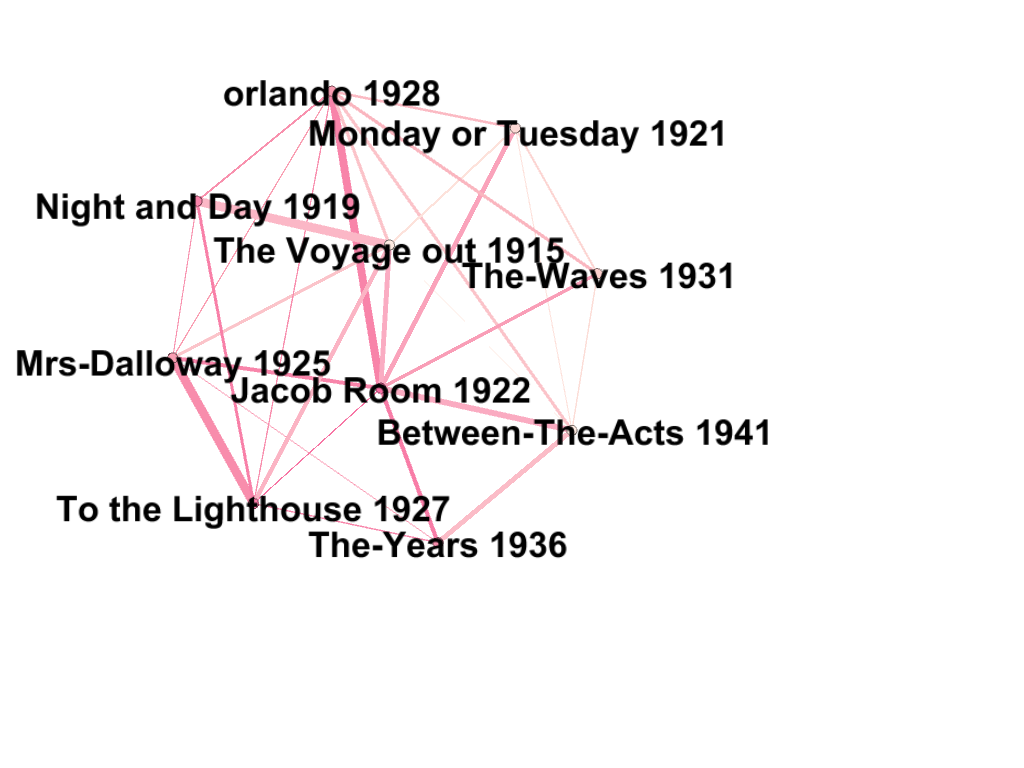 orlando 1928
Monday or Tuesday 1921
Night and Day 1919
The Voyage out 1915
The-Waves 1931
Mrs-Dalloway 1925
Jacob Room 1922
Between-The-Acts 1941
To the Lighthouse 1927
The-Years 1936